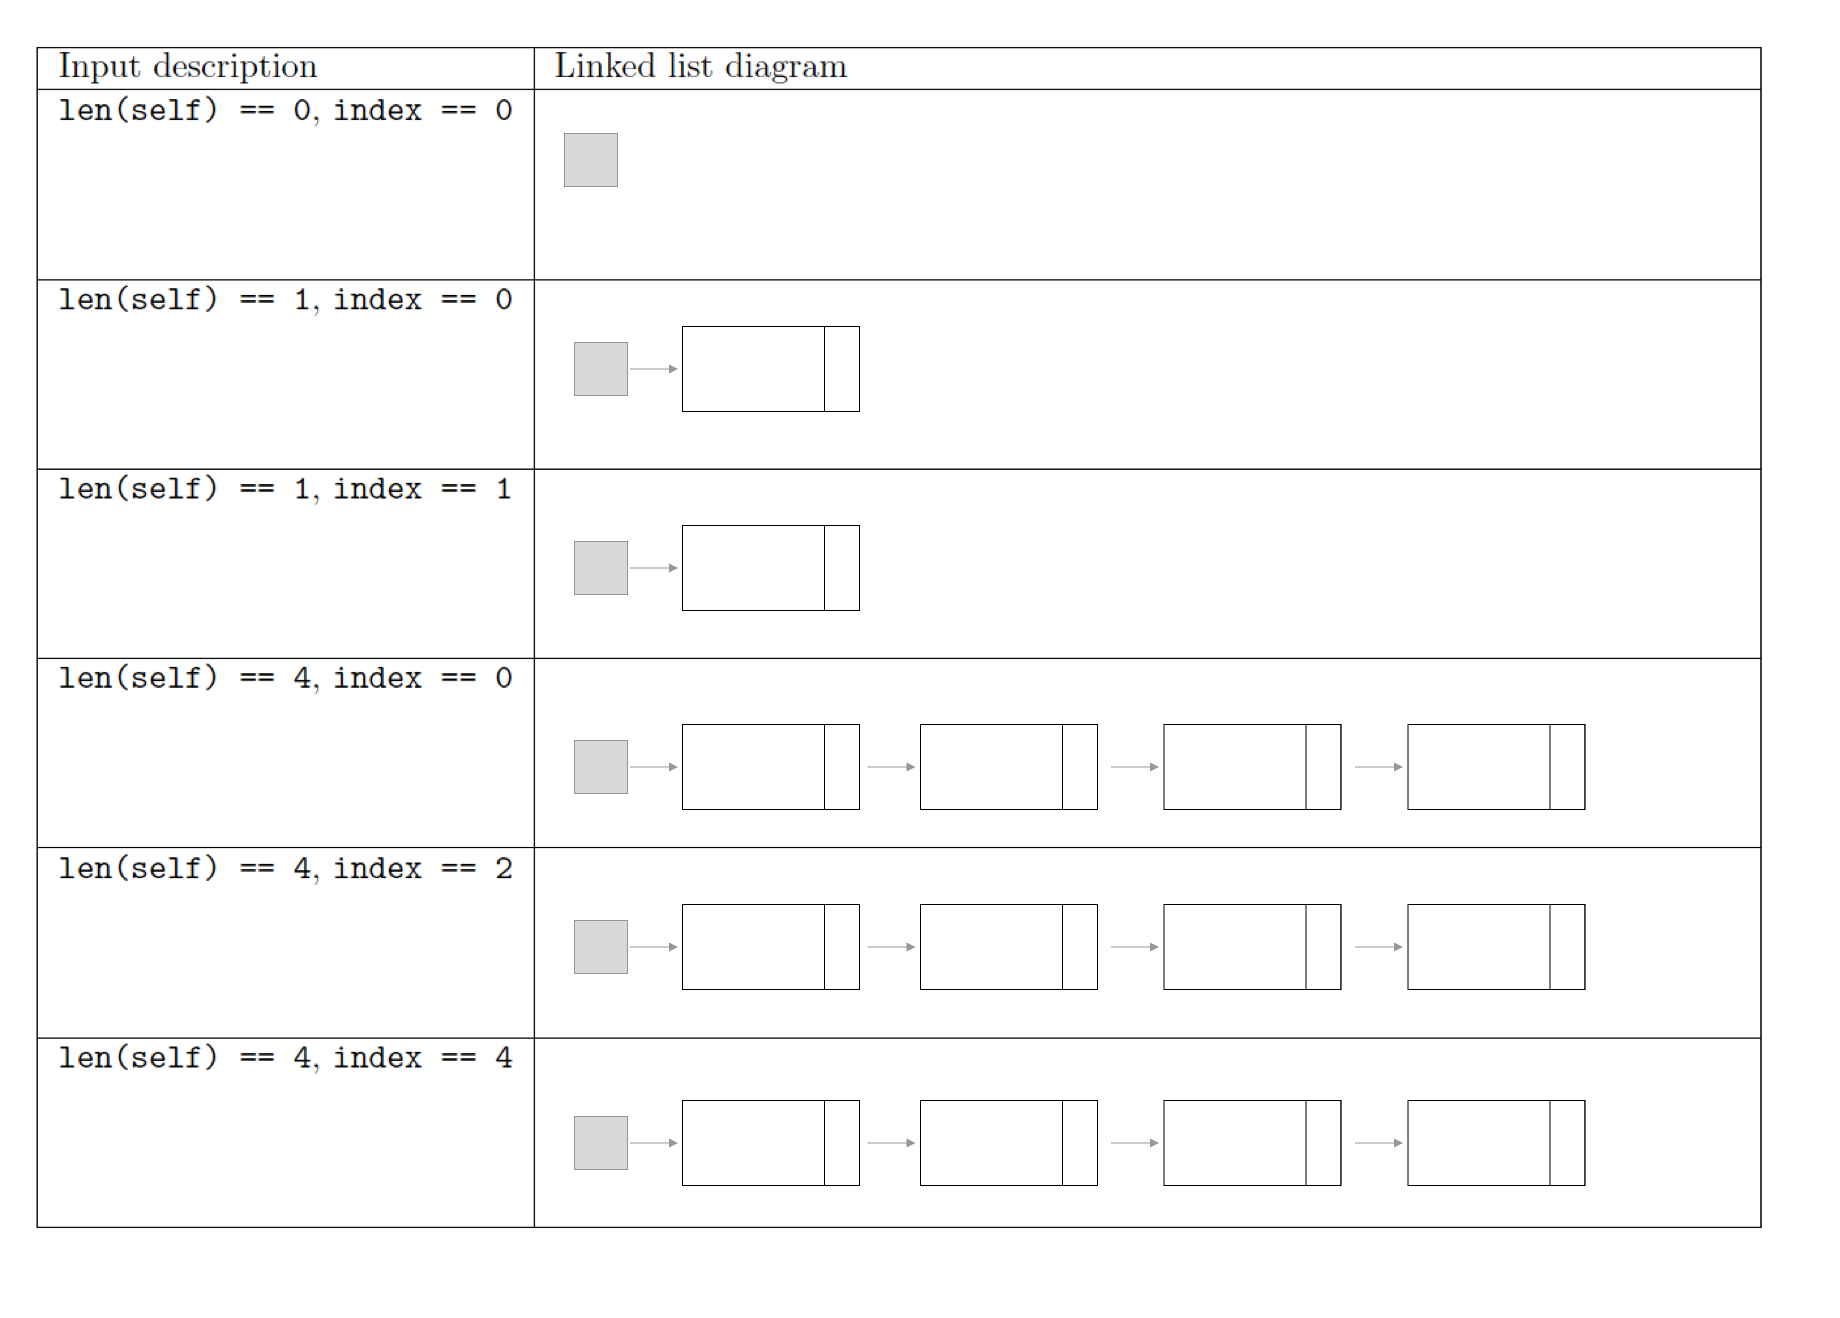 Input description
Linked list diagram
len(self) == 0, index == 0
len(self) == 1, index == 0
len(self) == 1, index == 1
len(self) == 4, index == 0
len(self) == 4, index == 2
len(self) == 4, index == 4